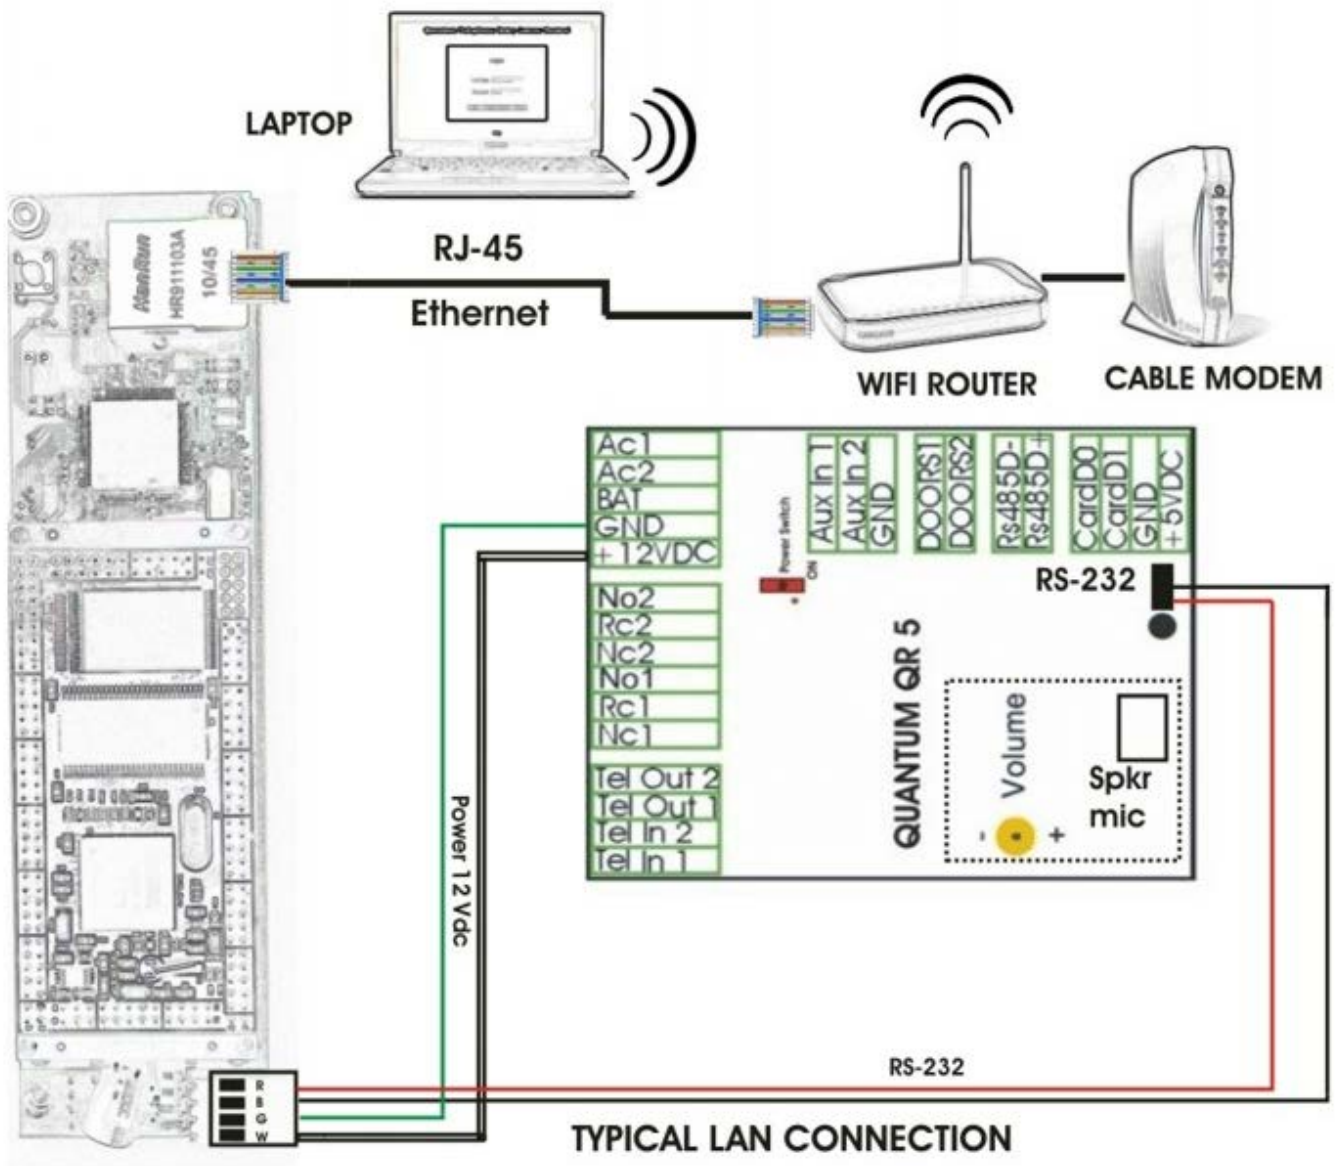 LAPTOP
RJ-45
Ethernet
WIFI ROUTER
CABLE MODEM
HanRun
HR911103A
10/45
Ac1
Ac2
BAT
GND
+12VDC
No2
Rc2
Nc2
No1
Rc1
Nc1
Tel Out 2
Tel Out 1
Tel In 2
Tel In 1
Power Switch
ON
Aux In 1
Aux In 2
GND
DOORS1
DOORS2
Rs485D-
Rs485D+
CardD0
CardD1
GND
+5VDC
RS-232
QUANTUM QR 5
Volume
- +
Spkr
mic
Power 12 Vdc
RS-232
R
B
G
W
TYPICAL LAN CONNECTION